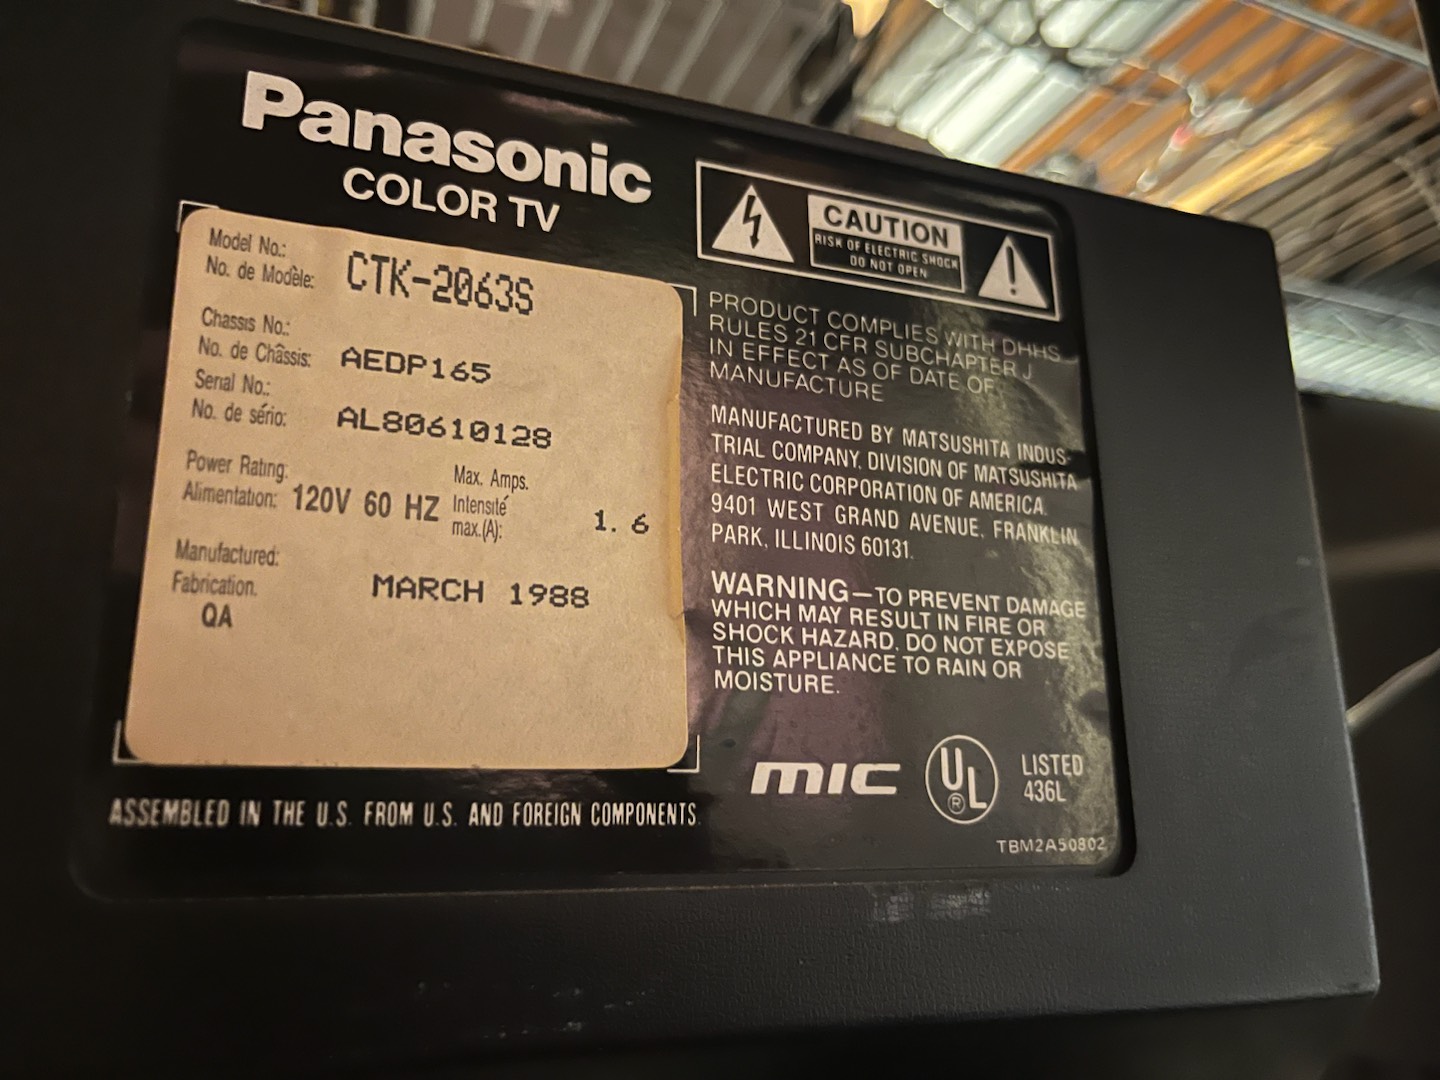 Panasonic
COLOR TV
Model No.:
No. de Modèle: CTK-2063S
Chassis No.:
No. de Châssis: AEDP165
Serial No.:
No. de sério: AL80610128
Power Rating: Max. Amps.
Alimentation: 120V 60 HZ Intensité
max.(A): 1.6
Manufactured:
Fabrication. MARCH 1988
QA
ASSEMBLED IN THE U.S. FROM U.S. AND FOREIGN COMPONENTS.
CAUTION
RISK OF ELECTRIC SHOCK
DO NOT OPEN
PRODUCT COMPLIES WITH DHHS
RULES 21 CFR SUBCHAPTER J
IN EFFECT AS OF DATE OF
MANUFACTURE
MANUFACTURED BY MATSUSHITA INDUS-
TRIAL COMPANY, DIVISION OF MATSUSHITA
ELECTRIC CORPORATION OF AMERICA.
9401 WEST GRAND AVENUE, FRANKLIN
PARK, ILLINOIS 60131.
WARNING—TO PREVENT DAMAGE
WHICH MAY RESULT IN FIRE OR
SHOCK HAZARD, DO NOT EXPOSE
THIS APPLIANCE TO RAIN OR
MOISTURE.
MIC UL ® LISTED
436L
TBM2A50802